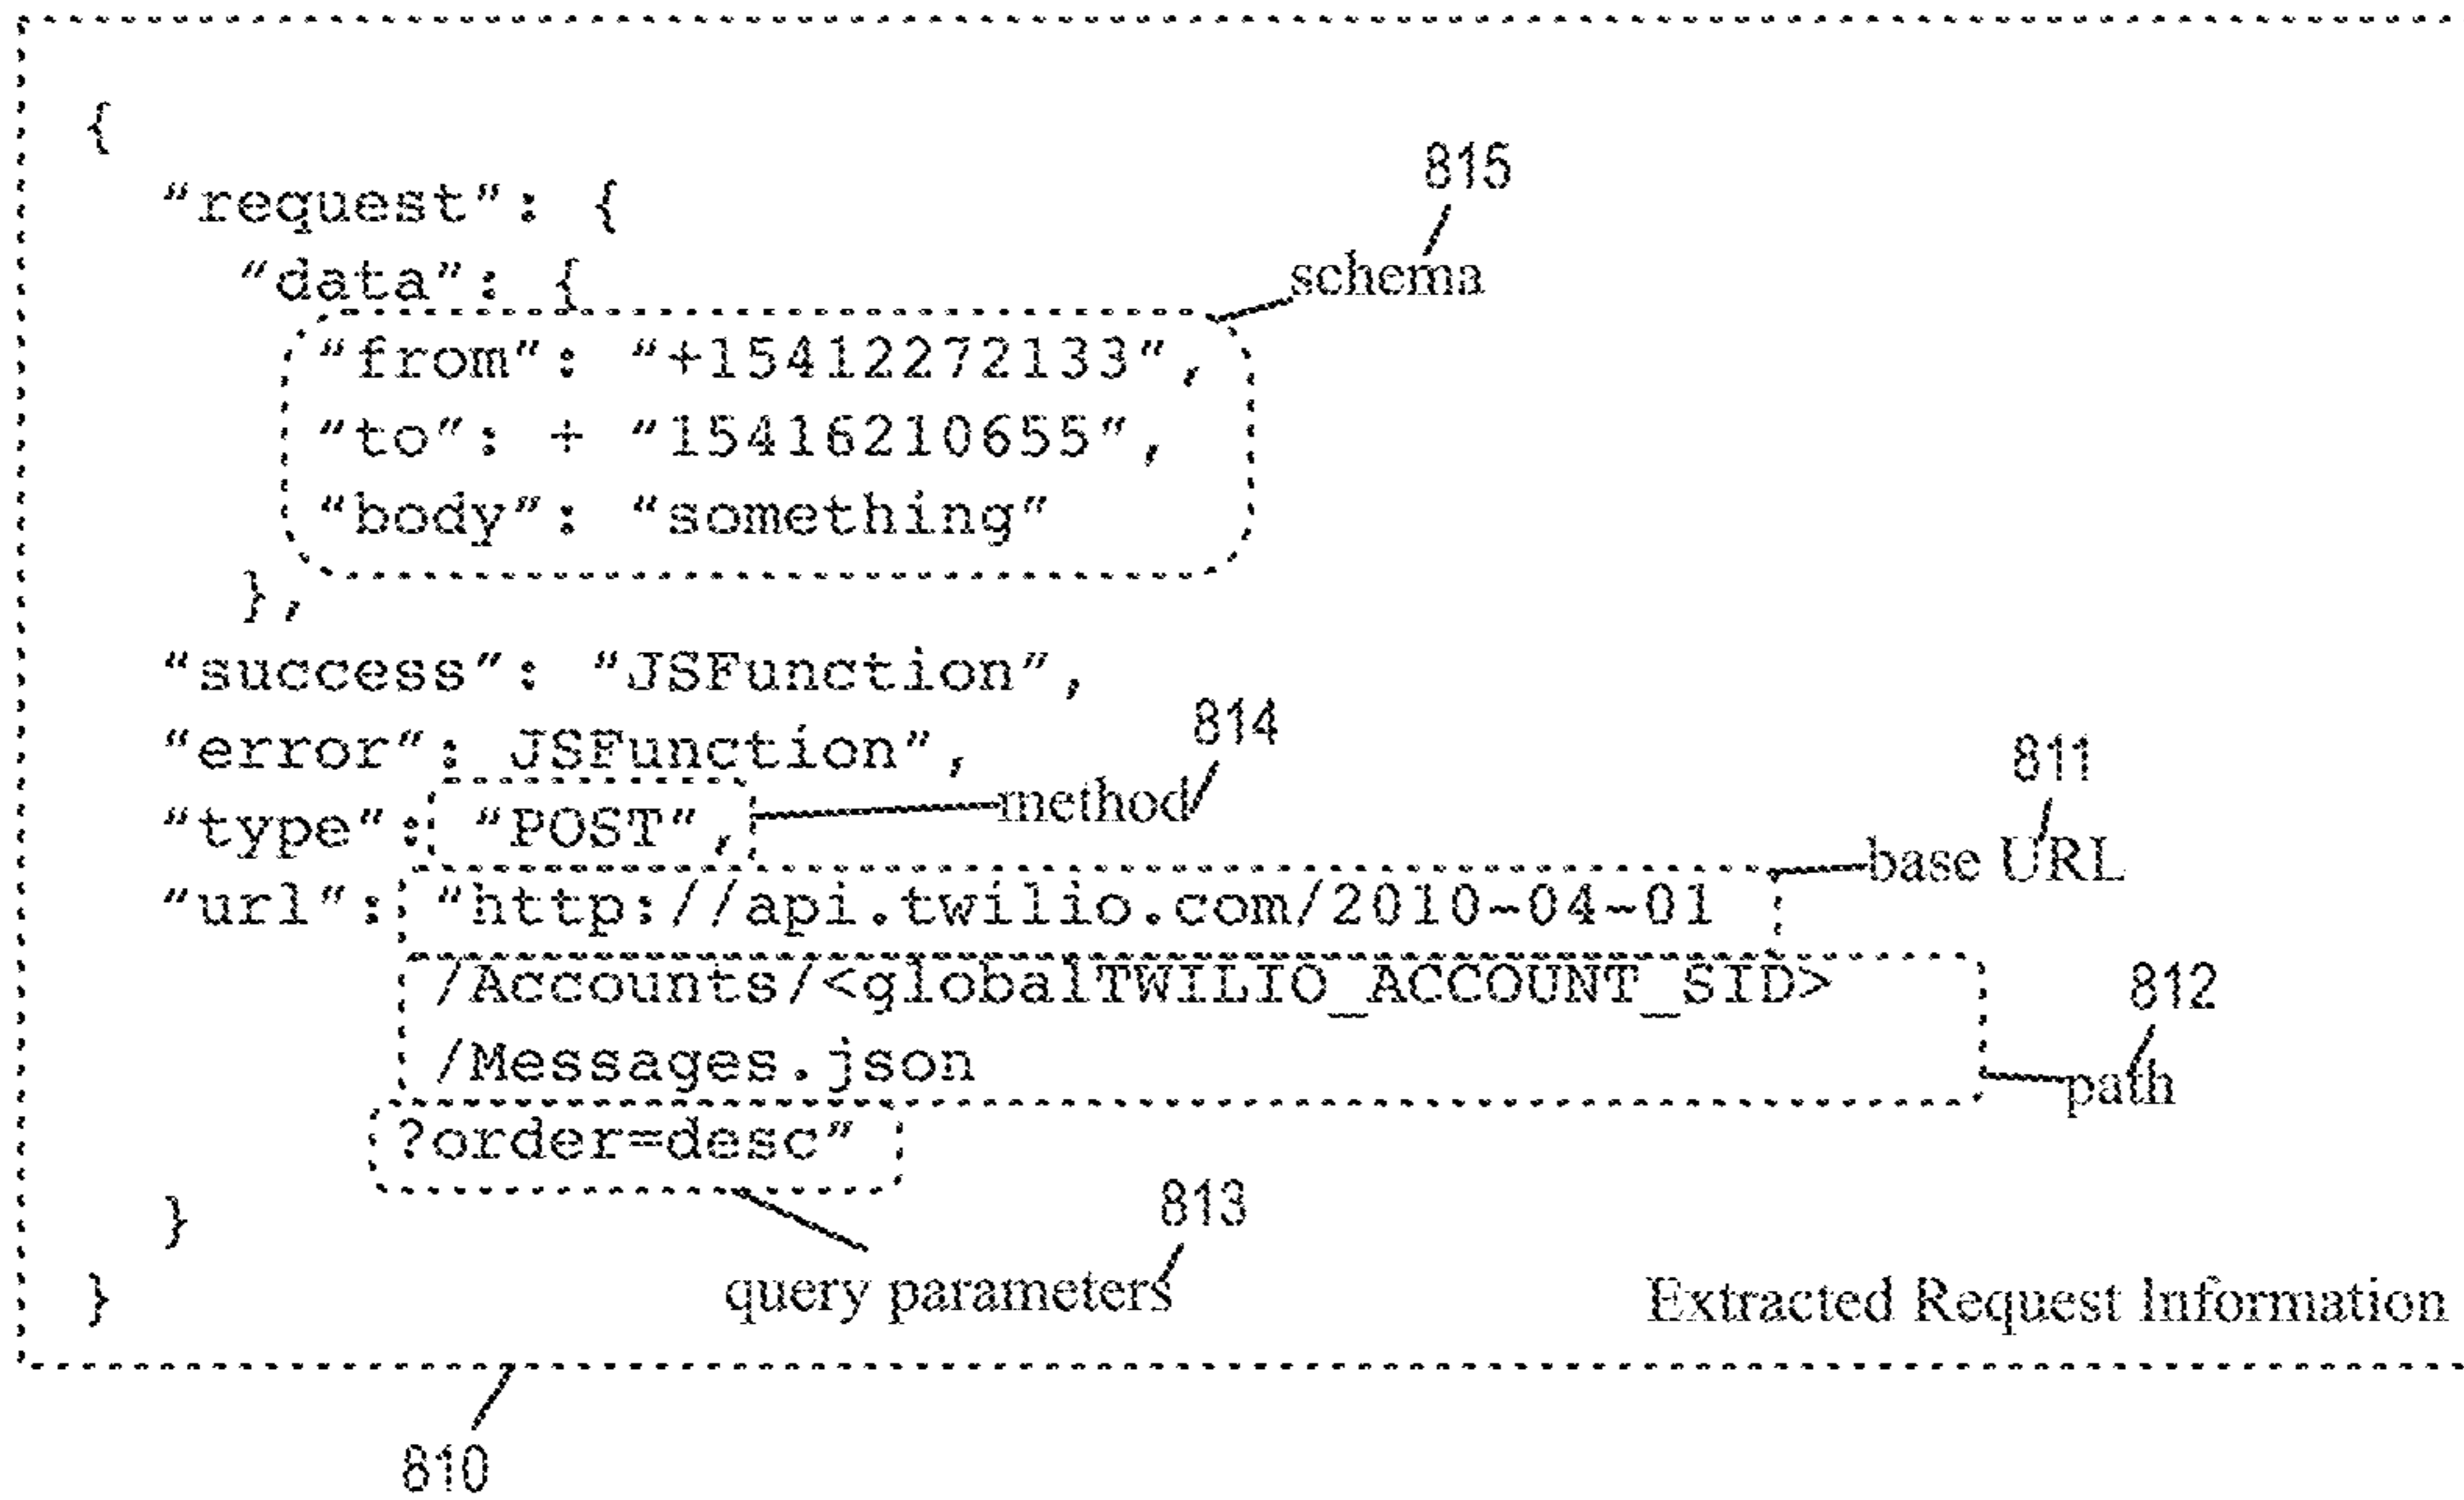 {
"request": {
815
"data": {
schema
"from": "+15412272133",
"to": + "15416210655",
"body": "something"
},
"success": "JSFunction",
814
"error": JSFunction",
811
"type": "POST",
method
base URL
"url": "http://api.twilio.com/2010-04-01
/Accounts/<globalTWILIO_ACCOUNT_SID>
812
/Messages.json
path
?order=desc"
813
}
query parameters
}
Extracted Request Information
810